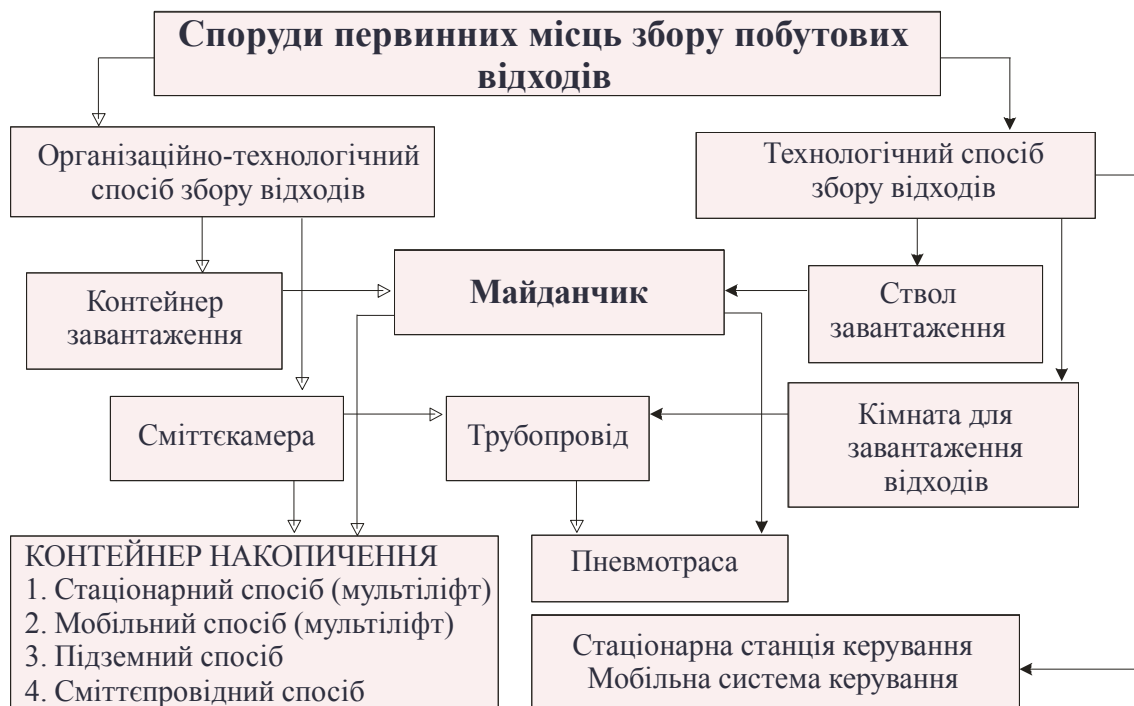 Споруди первинних місць збору побутових
відходів
Організаційно-технологічний
спосіб збору відходів
Технологічний спосіб
збору відходів
Контейнер
завантаження
Майданчик
Ствол
завантаження
Сміттєкамера
Трубопровід
Кімната для
завантаження
відходів
КОНТЕЙНЕР НАКОПИЧЕННЯ
1. Стаціонарний спосіб (мультіліфт)
2. Мобільний спосіб (мультіліфт)
3. Підземний спосіб
4. Сміттєпровідний спосіб
Пневмотраса
Стаціонарна станція керування
Мобільна система керування